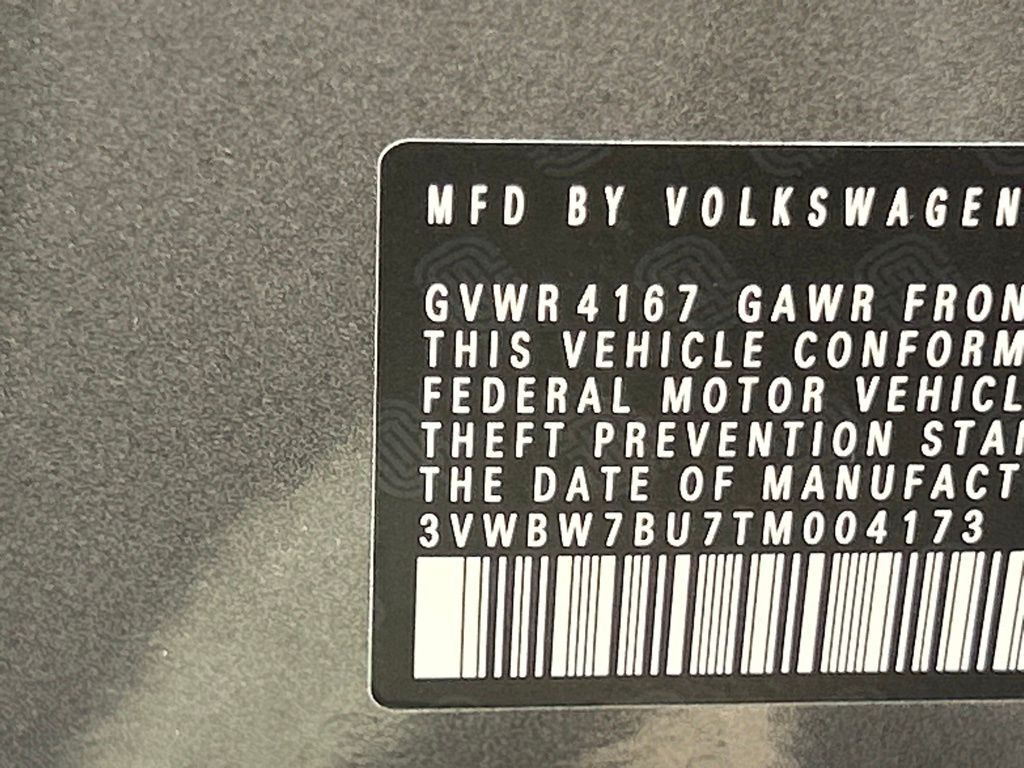 MFD BY VOLKSWAGEN
GVWR 4167 GAWR FRON
THIS VEHICLE CONFORM
FEDERAL MOTOR VEHICL
THEFT PREVENTION STA
THE DATE OF MANUFACT
3VWBW7BU7TM004173